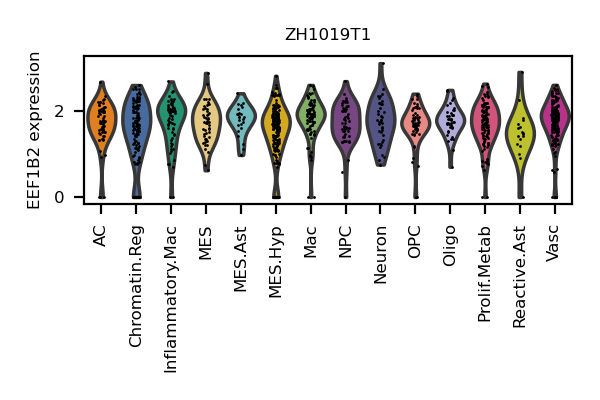 ZH1019T1
EEF1B2 expression
2
0
AC
Chromatin.Reg
Inflammatory.Mac
MES
MES.Ast
MES.Hyp
Mac
NPC
Neuron
OPC
Oligo
Prolif.Metab
Reactive.Ast
Vasc